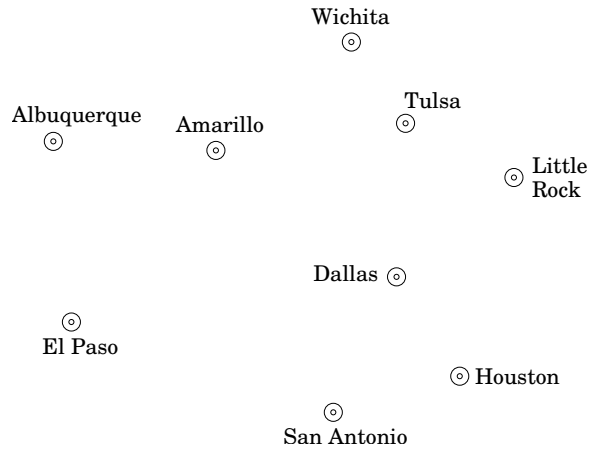 Wichita
Tulsa
Albuquerque
Amarillo
Little
Rock
Dallas
El Paso
Houston
San Antonio